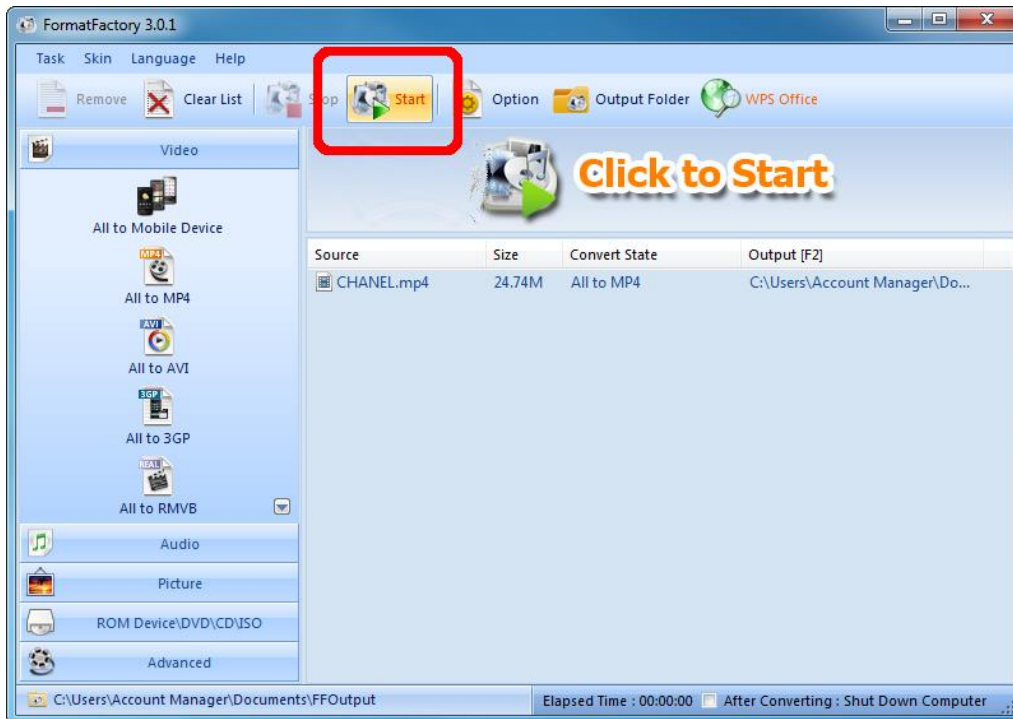 FormatFactory 3.0.1
Task Skin Language Help
Remove Clear List Stop Start Option Output Folder WPS Office
Video
Click to Start
All to Mobile Device
Source Size Convert State Output [F2]
CHANEL.mp4 24.74M All to MP4 C:\Users\Account Manager\Do...
MP4
All to MP4
AVI
All to AVI
3GP
All to 3GP
REAL
All to RMVB
Audio
Picture
ROM Device\DVD\CD\ISO
Advanced
C:\Users\Account Manager\Documents\FFOutput Elapsed Time : 00:00:00 After Converting : Shut Down Computer